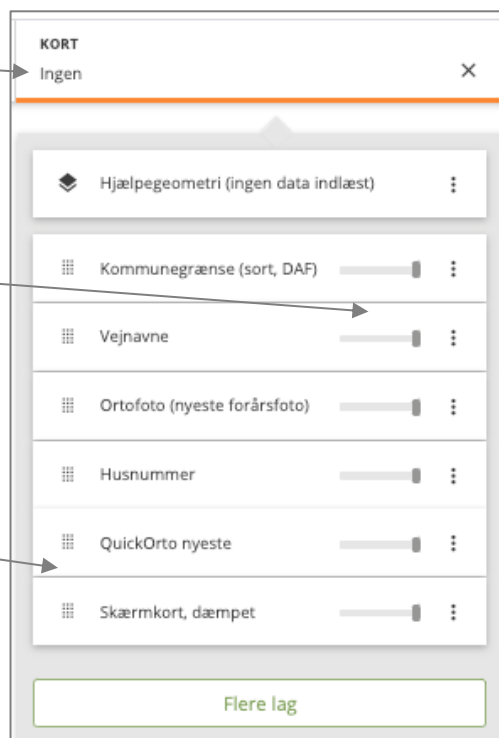 KORT
Ingen
Hjælpegeometri (ingen data indlæst)
Kommunegrænse (sort, DAF)
Vejnavne
Ortofoto (nyeste forårsfoto)
Husnummer
QuickOrto nyeste
Skærmkort, dæmpet
Flere lag